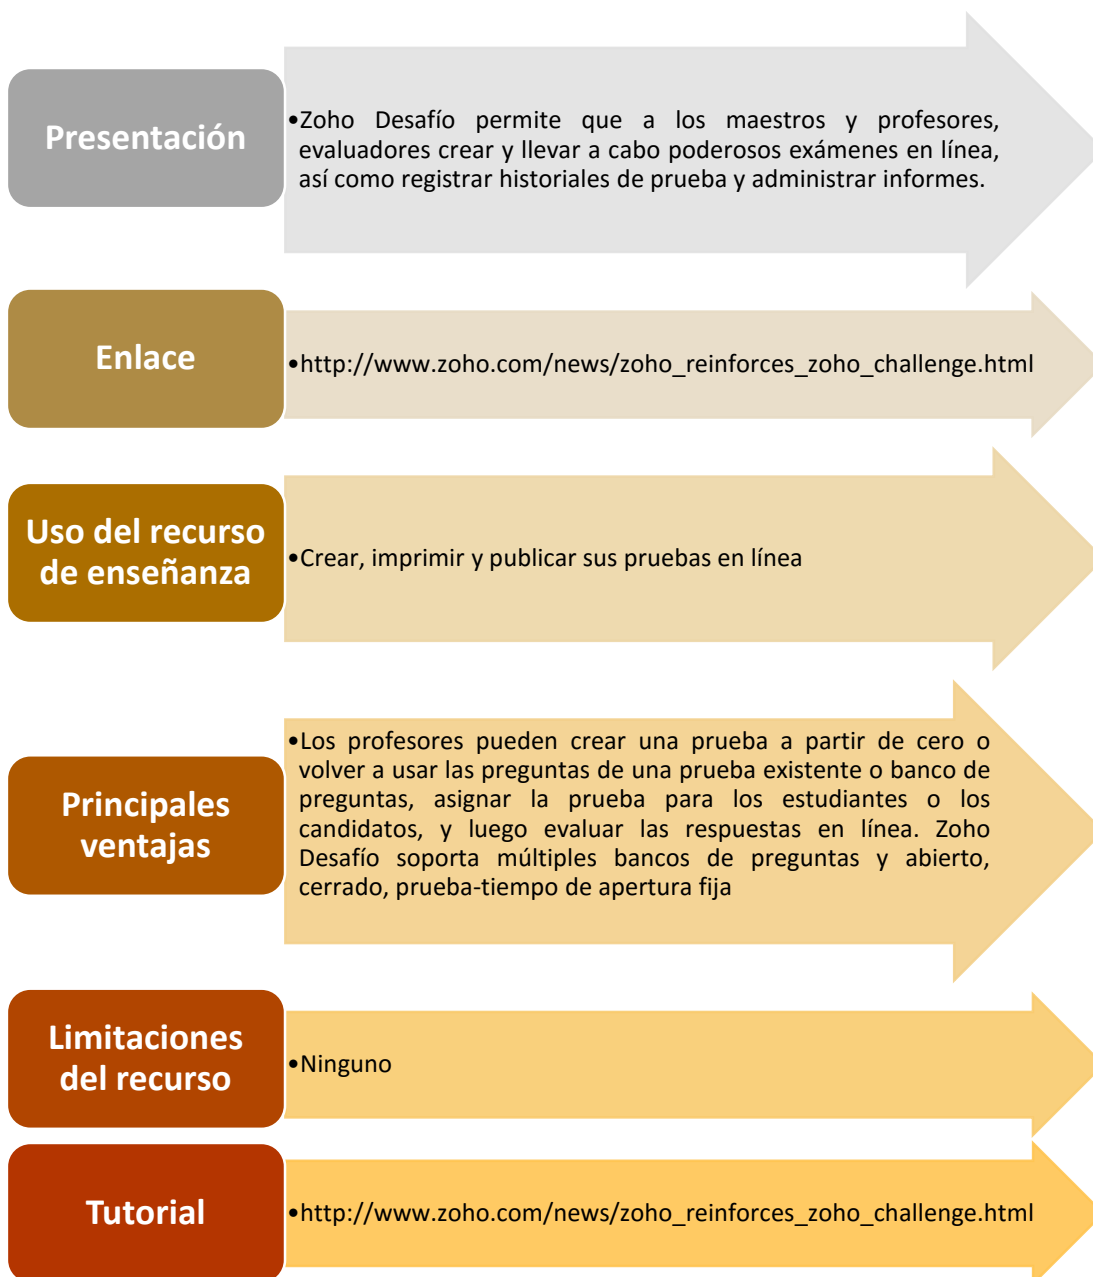 Presentación
•Zoho Desafío permite que a los maestros y profesores,
evaluadores crear y llevar a cabo poderosos exámenes en línea,
así como registrar historiales de prueba y administrar informes.
Enlace
•http://www.zoho.com/news/zoho_reinforces_zoho_challenge.html
Uso del recurso
de enseñanza
•Crear, imprimir y publicar sus pruebas en línea
Principales
ventajas
•Los profesores pueden crear una prueba a partir de cero o
volver a usar las preguntas de una prueba existente o banco de
preguntas, asignar la prueba para los estudiantes o los
candidatos, y luego evaluar las respuestas en línea. Zoho
Desafío soporta múltiples bancos de preguntas y abierto,
cerrado, prueba-tiempo de apertura fija
Limitaciones
del recurso
•Ninguno
Tutorial
•http://www.zoho.com/news/zoho_reinforces_zoho_challenge.html